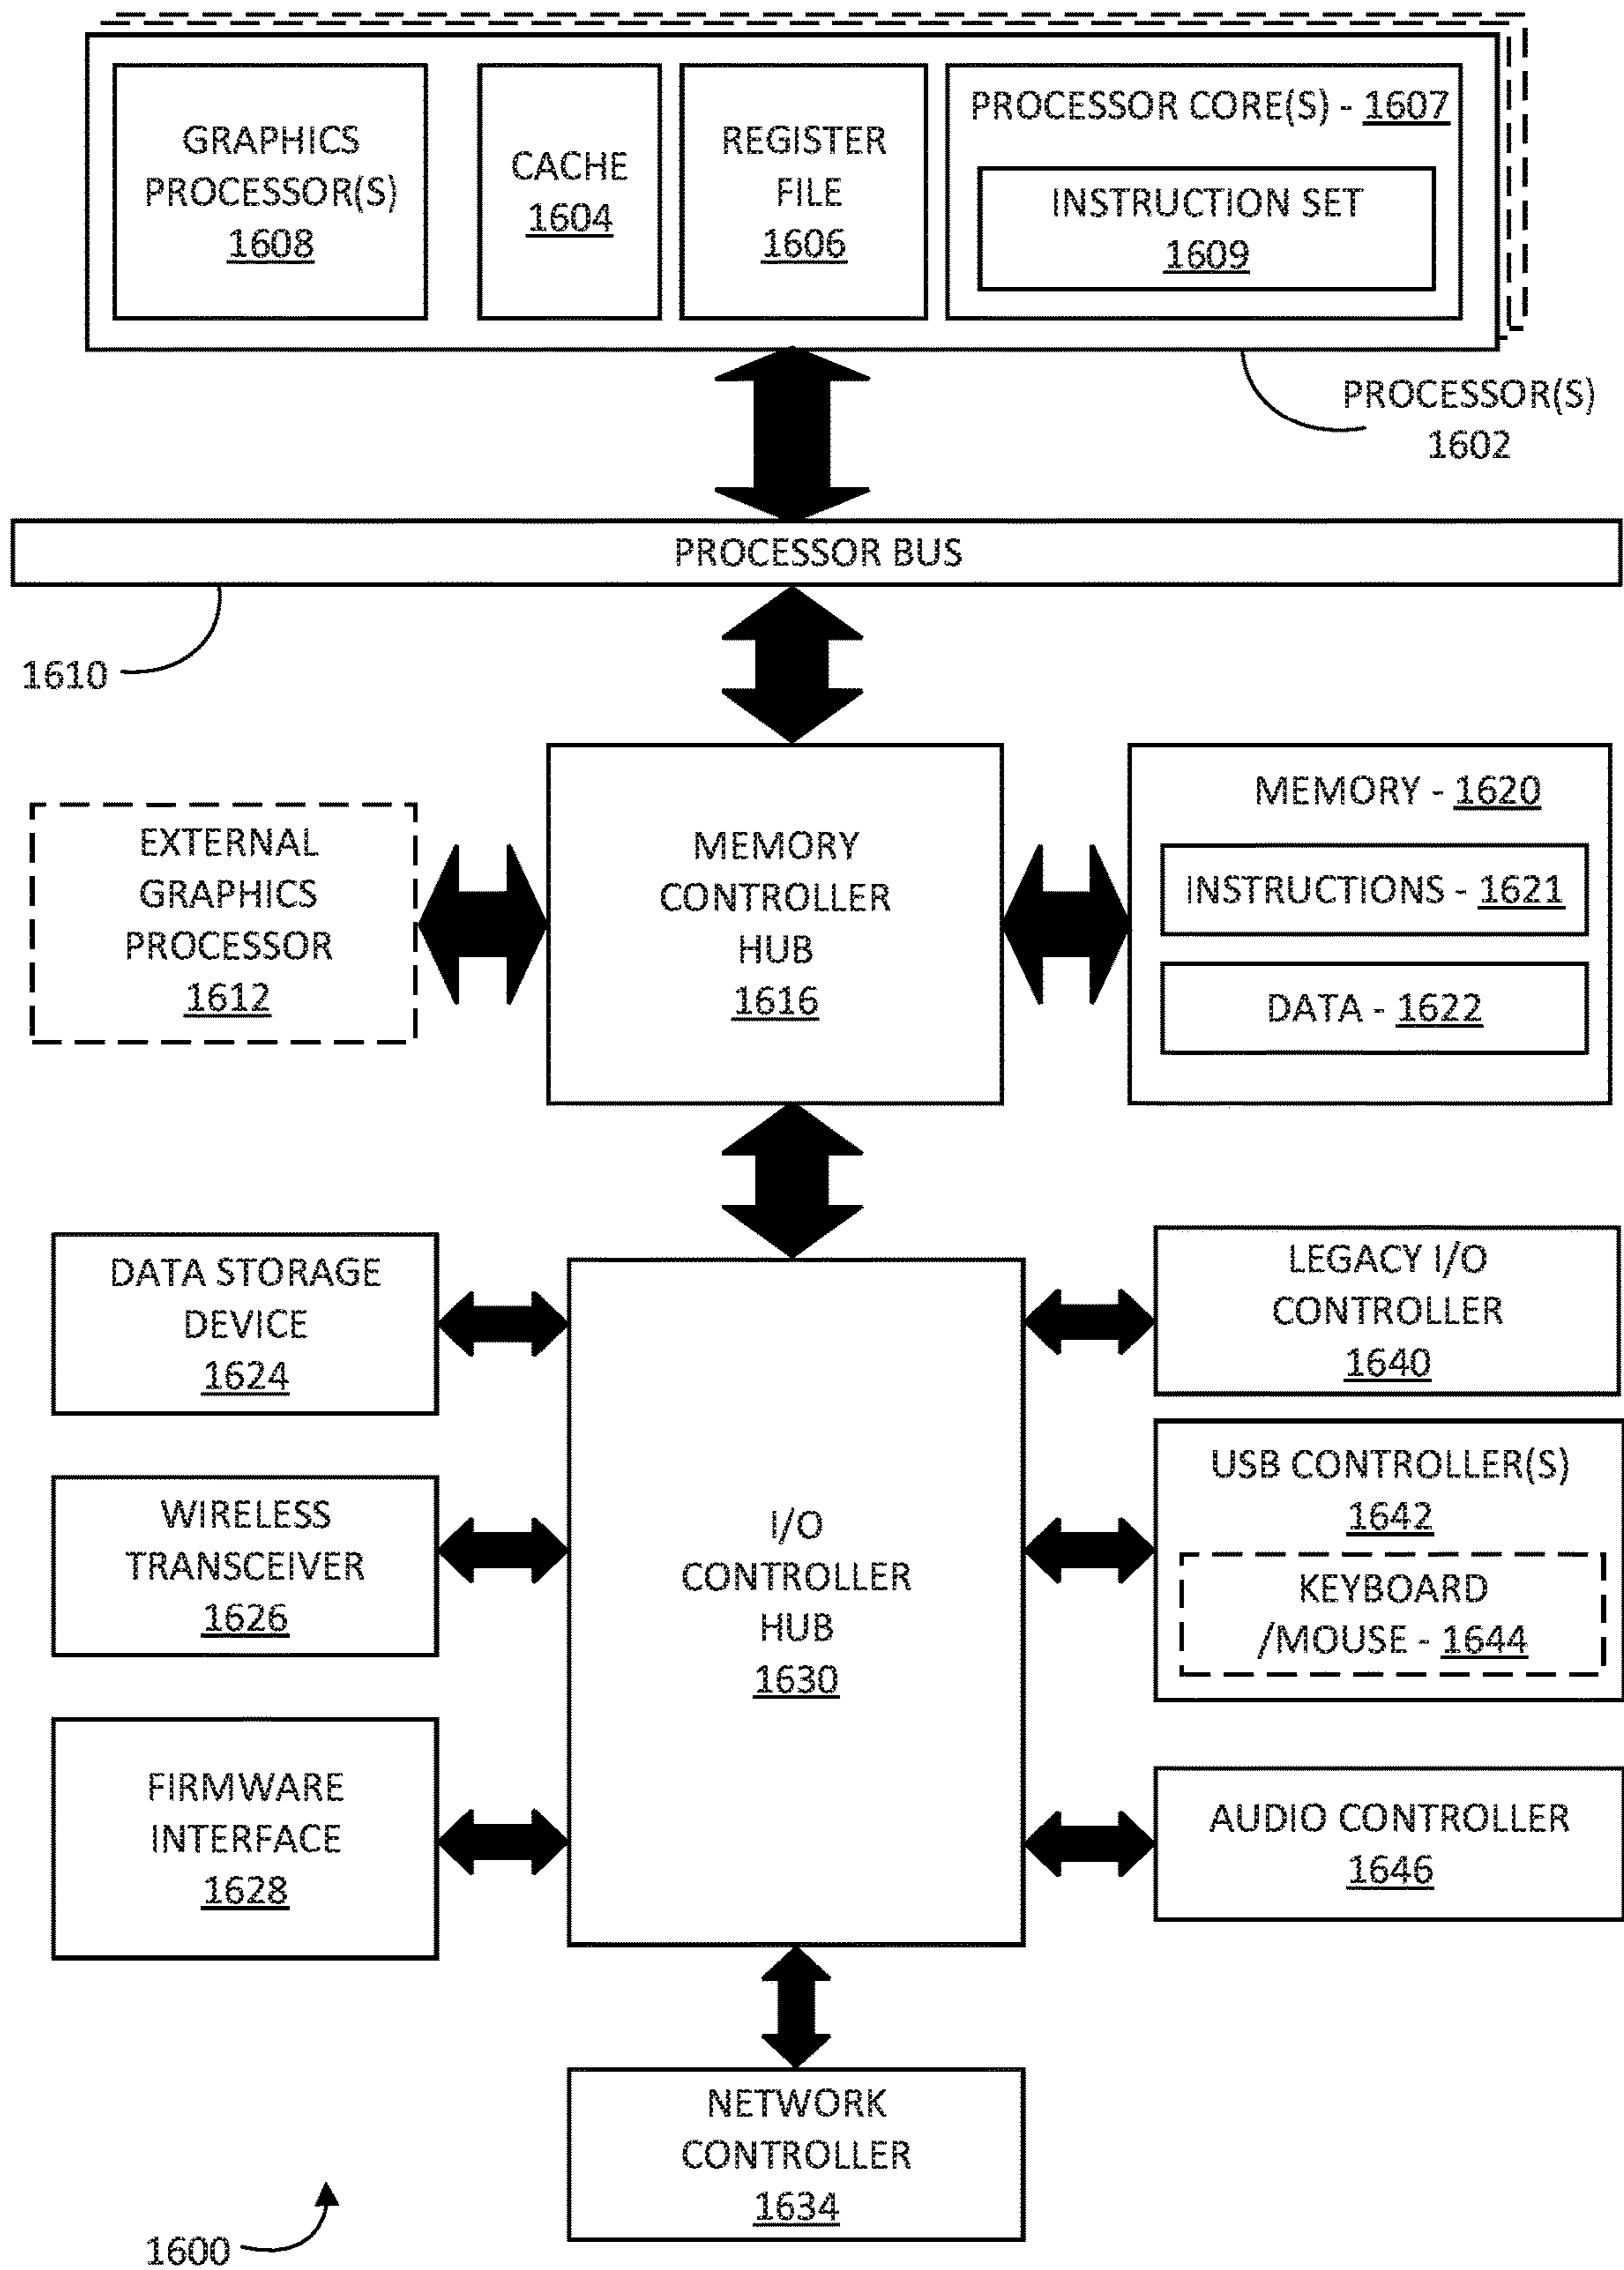 GRAPHICS
PROCESSOR(S)
1608
CACHE
1604
REGISTER
FILE
1606
PROCESSOR CORE(S) - 1607
INSTRUCTION SET
1609
PROCESSOR(S)
1602
PROCESSOR BUS
1610
EXTERNAL
GRAPHICS
PROCESSOR
1612
MEMORY
CONTROLLER
HUB
1616
MEMORY - 1620
INSTRUCTIONS - 1621
DATA - 1622
DATA STORAGE
DEVICE
1624
WIRELESS
TRANSCEIVER
1626
FIRMWARE
INTERFACE
1628
I/O
CONTROLLER
HUB
1630
LEGACY I/O
CONTROLLER
1640
USB CONTROLLER(S)
1642
KEYBOARD
/MOUSE - 1644
AUDIO CONTROLLER
1646
NETWORK
CONTROLLER
1634
1600